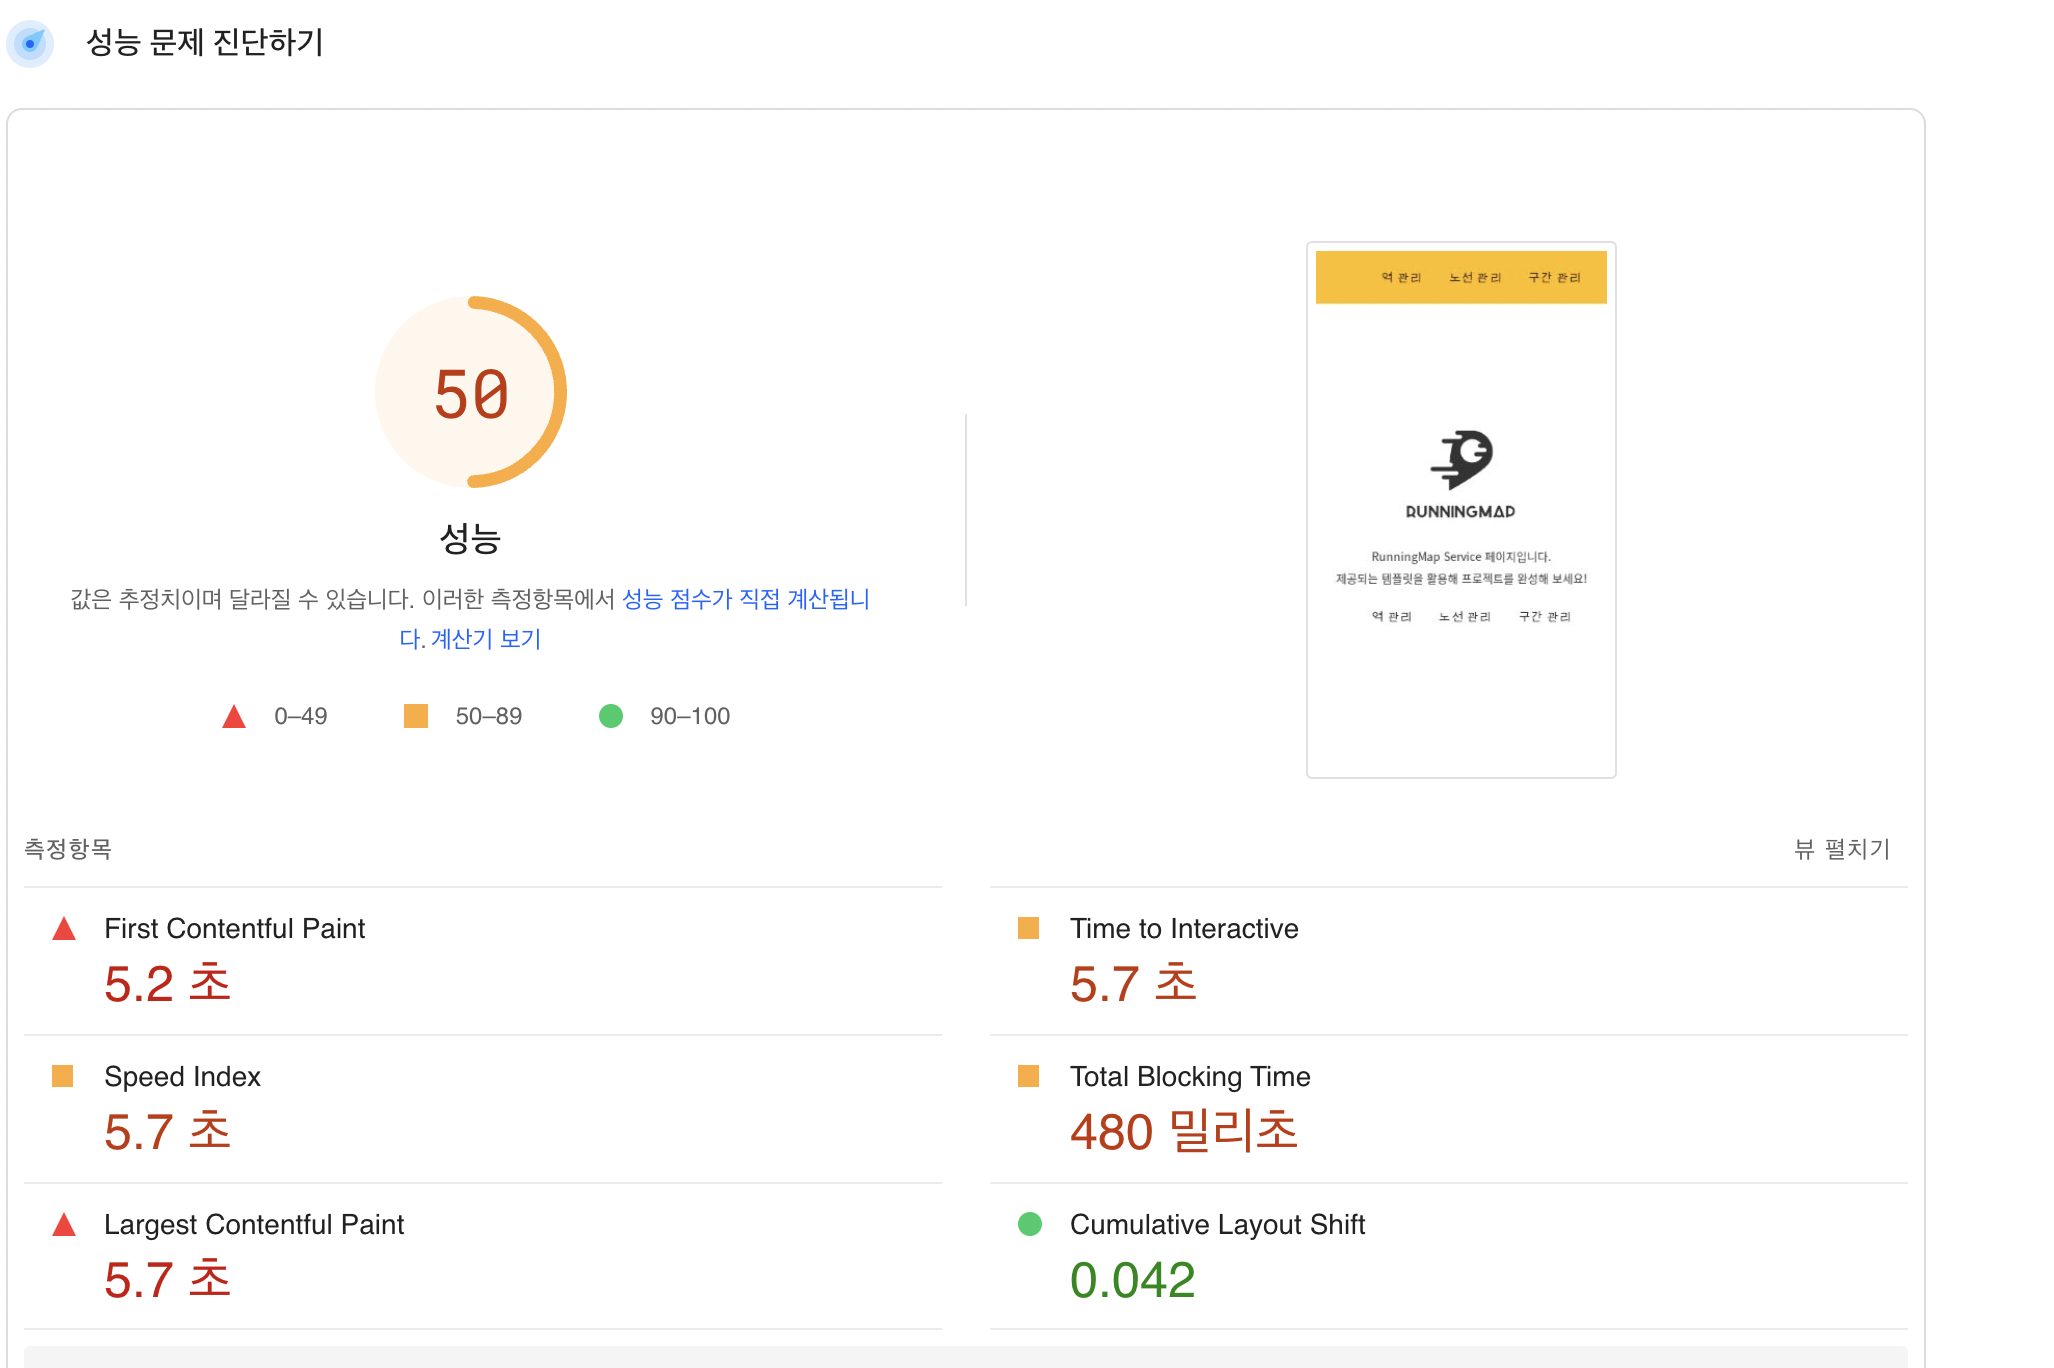 성능 문제 진단하기
50
성능
값은 추정치이며 달라질 수 있습니다. 이러한 측정항목에서 성능 점수가 직접 계산됩니
다. 계산기 보기
0–49
50–89
90–100
역 관리 노선 관리 구간 관리
RUNNINGMAP
RunningMap Service 페이지입니다.
제공되는 템플릿을 활용해 프로젝트를 완성해 보세요!
역 관리 노선 관리 구간 관리
측정항목
뷰 펼치기
First Contentful Paint
5.2 초
Time to Interactive
5.7 초
Speed Index
5.7 초
Total Blocking Time
480 밀리초
Largest Contentful Paint
5.7 초
Cumulative Layout Shift
0.042